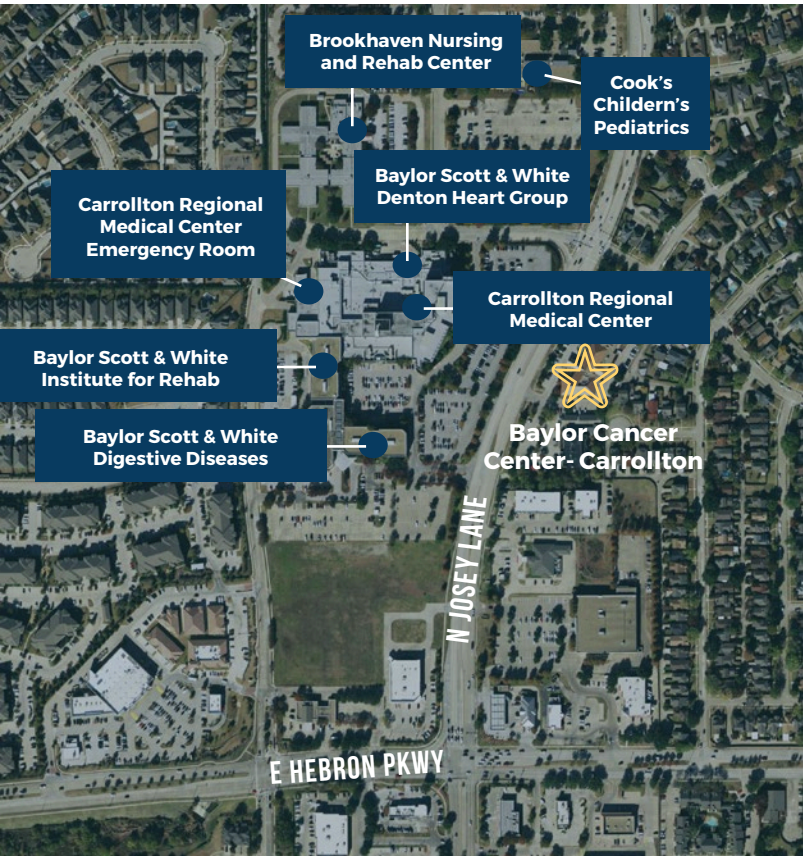 Brookhaven Nursing
and Rehab Center
Cook's
Childern's
Pediatrics
Baylor Scott & White
Denton Heart Group
Carrollton Regional
Medical Center
Emergency Room
Carrollton Regional
Medical Center
Baylor Scott & White
Institute for Rehab
Baylor Scott & White
Digestive Diseases
Baylor Cancer
Center- Carrollton
N JOSEY LANE
E HEBRON PKWY